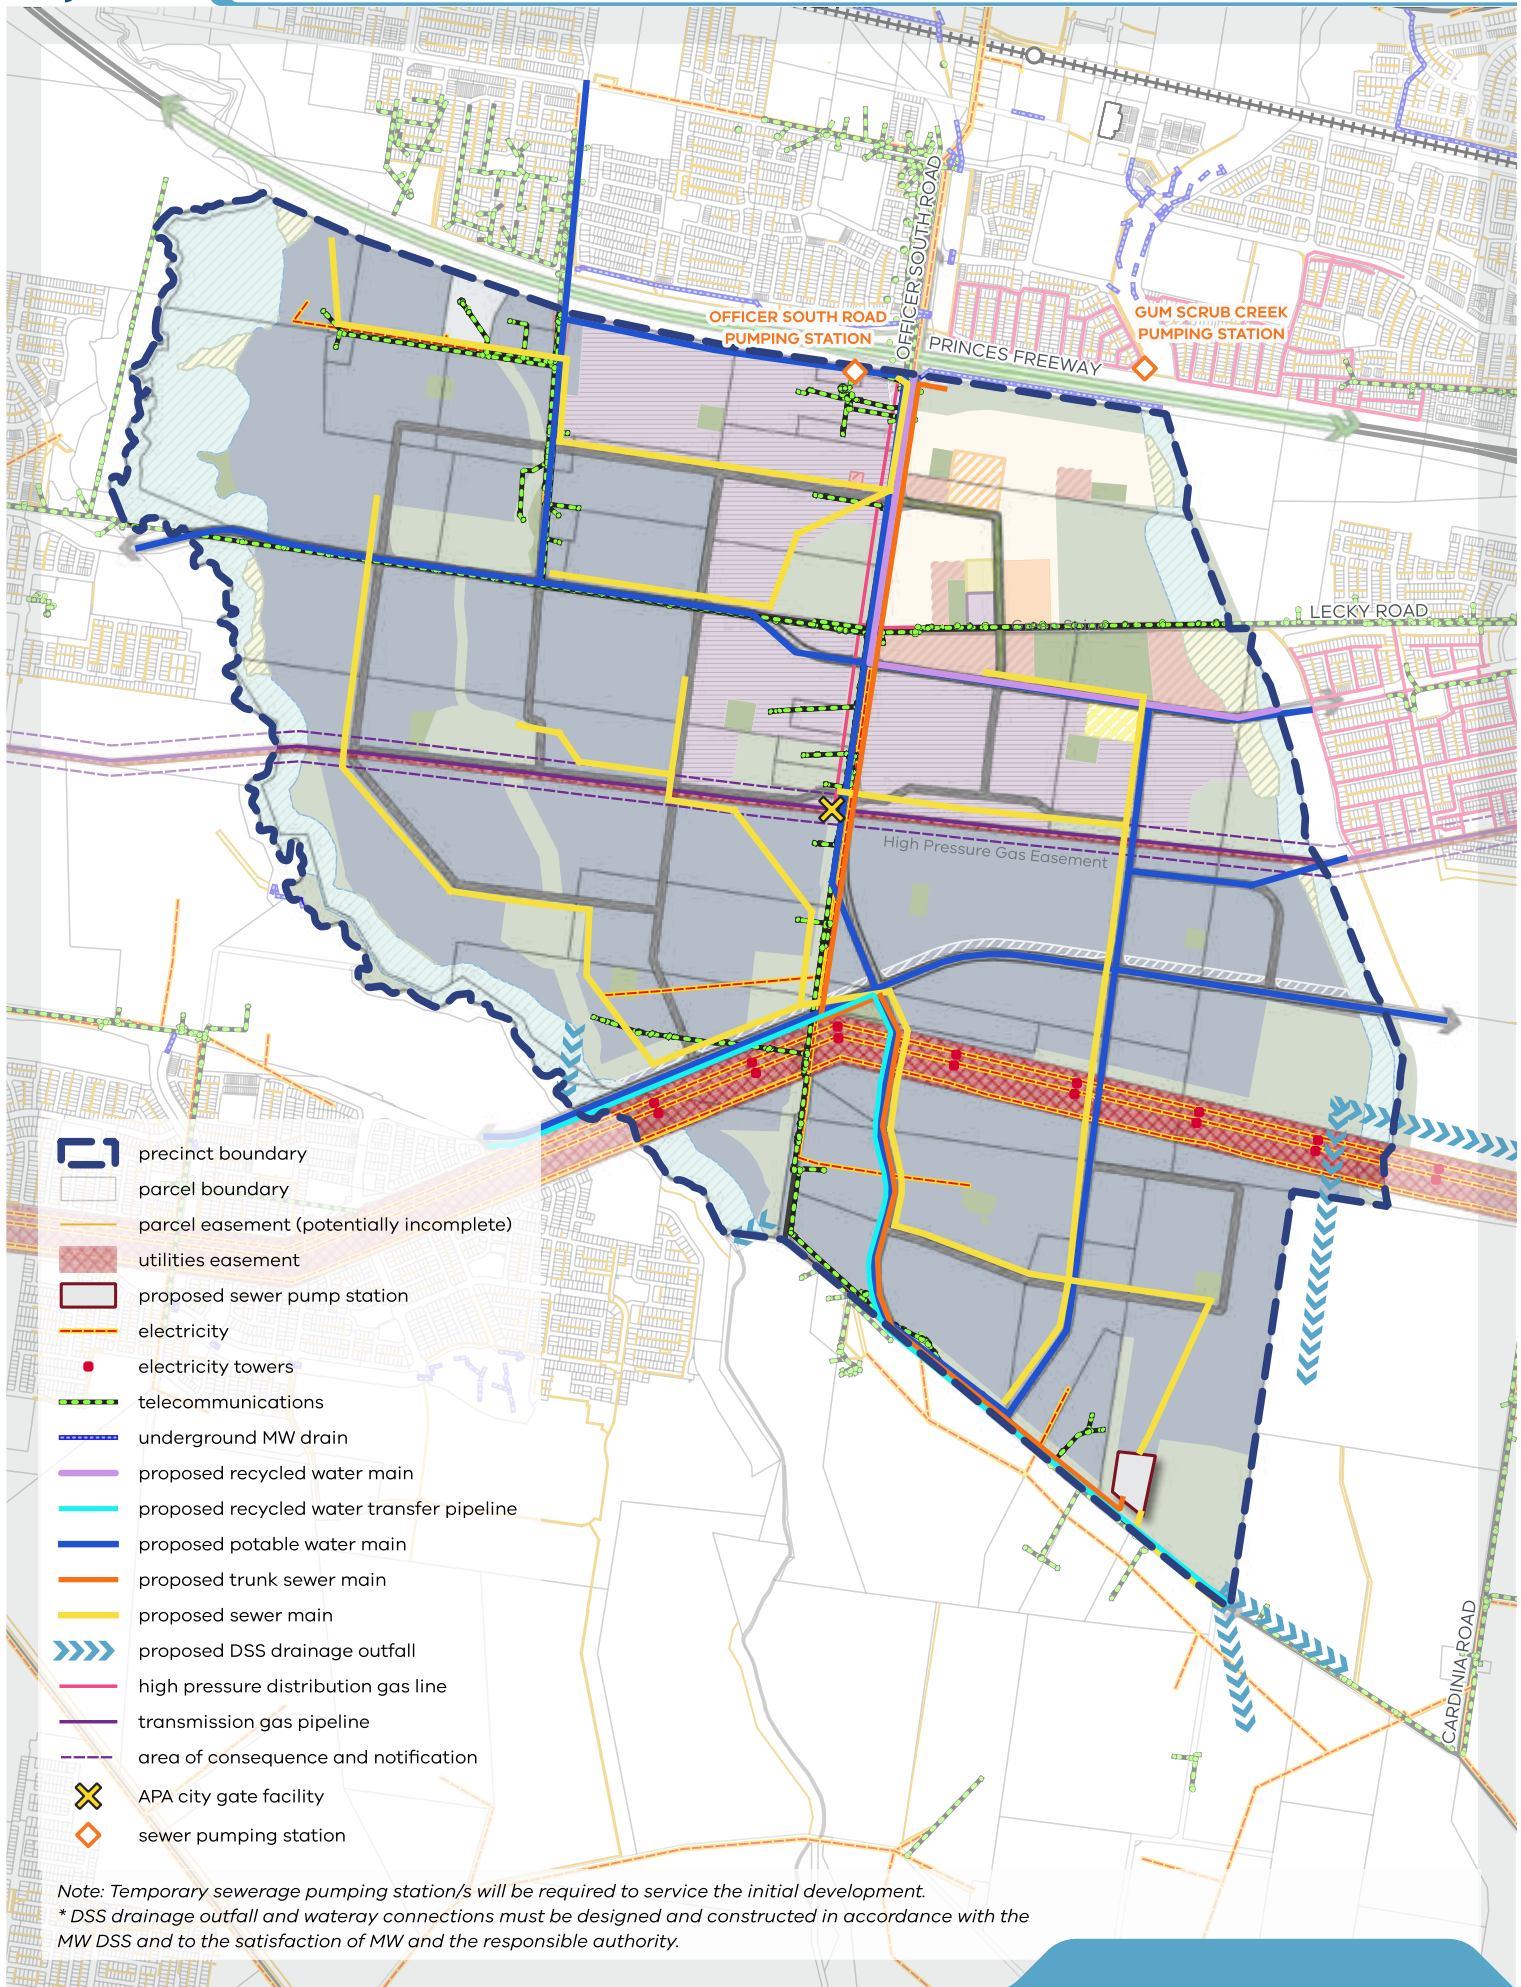 OFFICER SOUTH ROAD
OFFICER SOUTH ROAD
PUMPING STATION
GUM SCRUB CREEK
PUMPING STATION
PRINCES FREEWAY
LECKY ROAD
High Pressure Gas Easement
precinct boundary
parcel boundary
parcel easement (potentially incomplete)
utilities easement
proposed sewer pump station
electricity
electricity towers
telecommunications
underground MW drain
proposed recycled water main
proposed recycled water transfer pipeline
proposed potable water main
proposed trunk sewer main
proposed sewer main
proposed DSS drainage outfall
high pressure distribution gas line
transmission gas pipeline
area of consequence and notification
APA city gate facility
sewer pumping station
CARDINIA ROAD
Note: Temporary sewerage pumping station/s will be required to service the initial development.
* DSS drainage outfall and wateray connections must be designed and constructed in accordance with the
MW DSS and to the satisfaction of MW and the responsible authority.